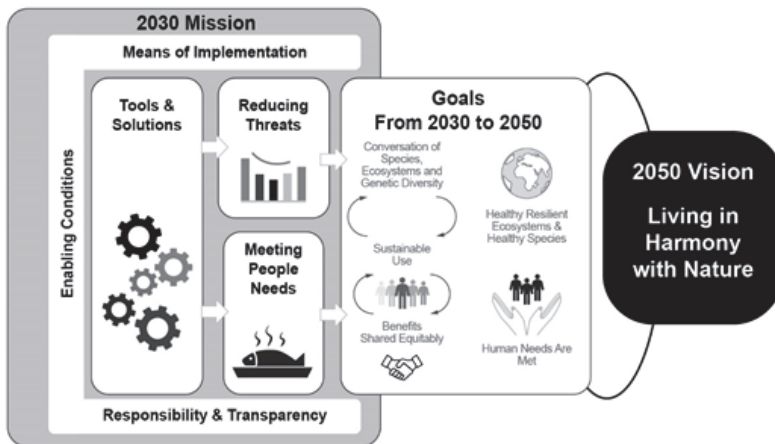 2030 Mission
Means of Implementation
Enabling Conditions
Tools &
Solutions
Reducing
Threats
Meeting
People
Needs
Responsibility & Transparency
Goals
From 2030 to 2050
Conversation of
Species,
Ecosystems and
Genetic Diversity
Sustainable
Use
Benefits
Shared Equitably
Healthy Resilient
Ecosystems &
Healthy Species
Human Needs Are
Met
2050 Vision
Living in
Harmony
with Nature